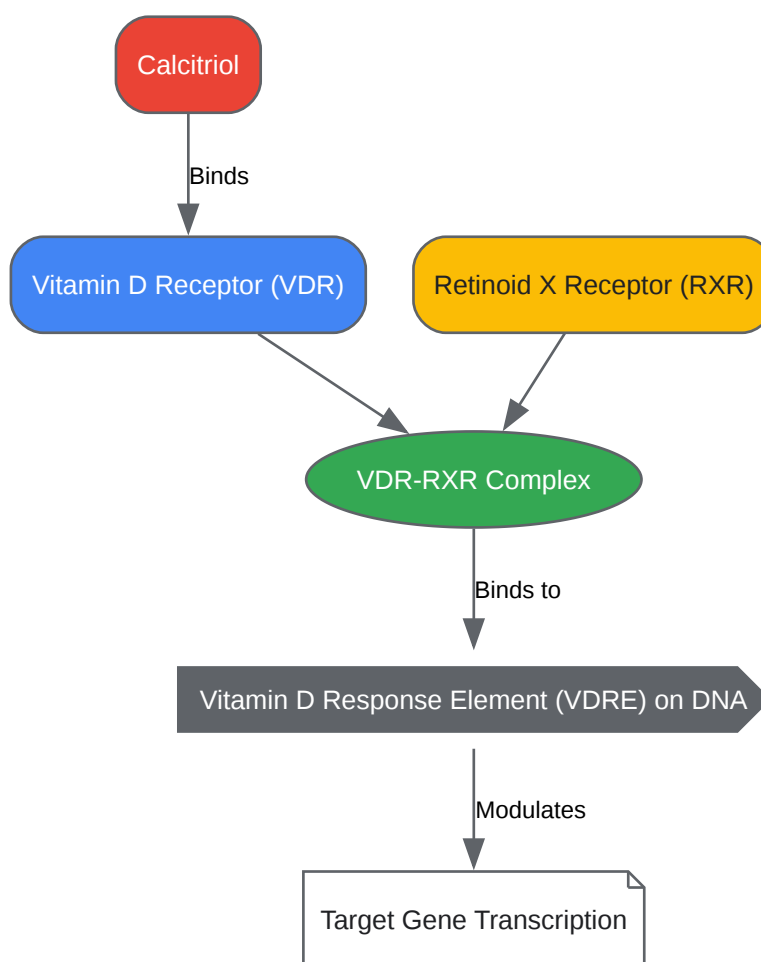 Calcitriol
Binds
Vitamin D Receptor (VDR)
Retinoid X Receptor (RXR)
VDR-RXR Complex
Binds to
Vitamin D Response Element (VDRE) on DNA
Modulates
Target Gene Transcription